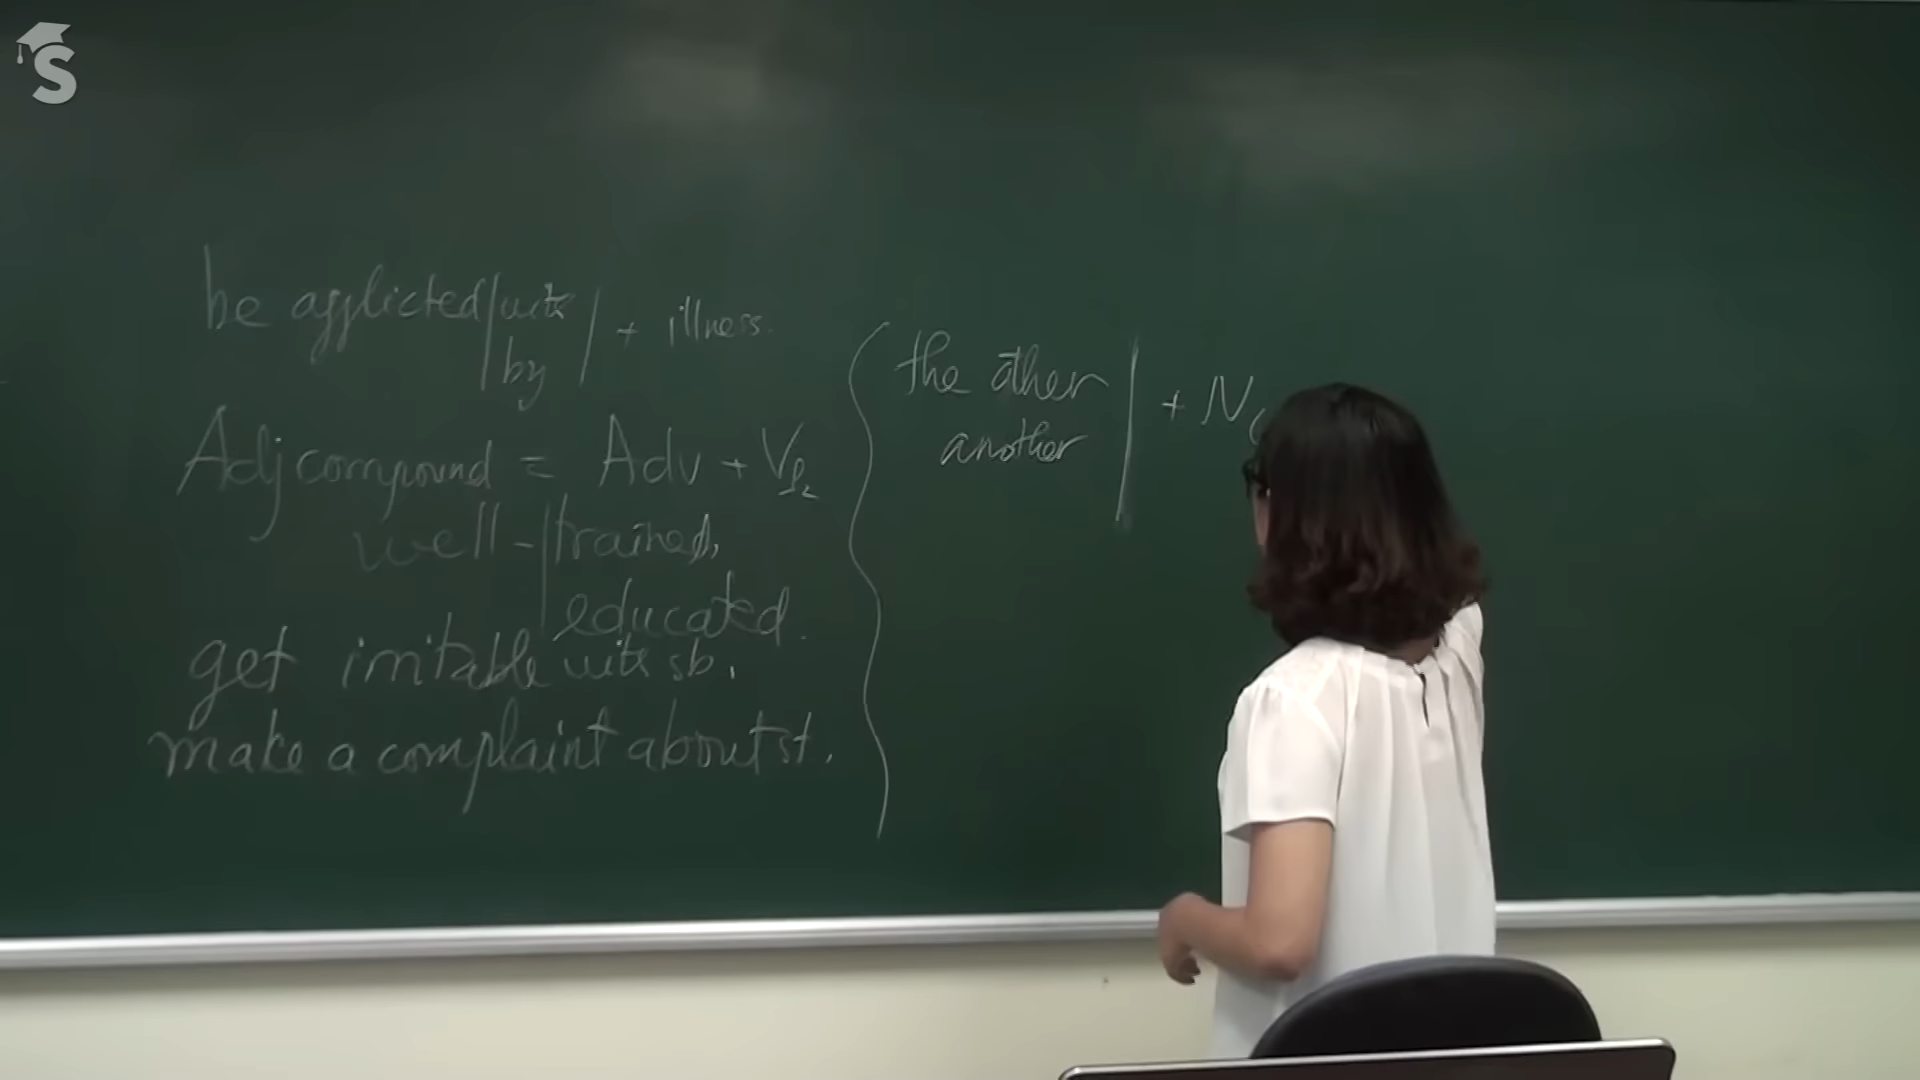 S
be afflicted | with | + illness.
by
Adj compound = Adv + Vp2
well - | trained,
educated.
get irritable with sb.
make a complaint about st.
the other | + N
another